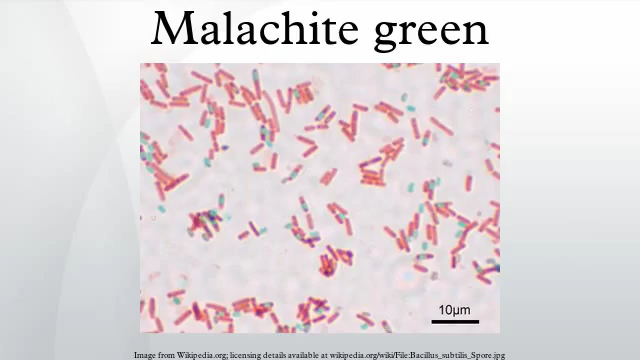 Malachite green
10µm
Image from Wikipedia.org; licensing details available at wikipedia.org/wiki/File:Bacillus_subtilis_Spore.jpg